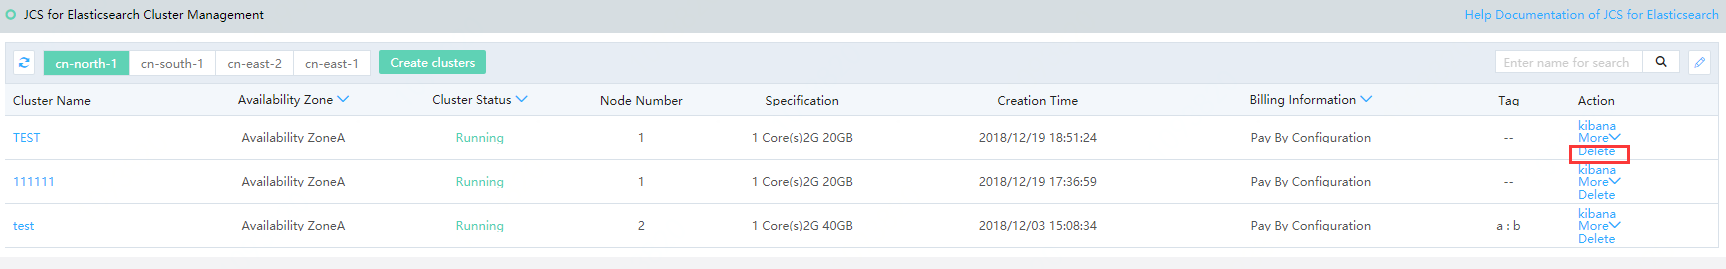 JCS for Elasticsearch Cluster Management
Help Documentation of JCS for Elasticsearch
cn-north-1 cn-south-1 cn-east-2 cn-east-1 Create clusters
Enter name for search
Cluster Name Availability Zone Cluster Status Node Number Specification Creation Time Billing Information Tag Action
TEST Availability ZoneA Running 1 1 Core(s)2G 20GB 2018/12/19 18:51:24 Pay By Configuration -- kibana
More
Delete
111111 Availability ZoneA Running 1 1 Core(s)2G 20GB 2018/12/19 17:36:59 Pay By Configuration -- kibana
More
Delete
test Availability ZoneA Running 2 1 Core(s)2G 40GB 2018/12/03 15:08:34 Pay By Configuration a : b kibana
More
Delete